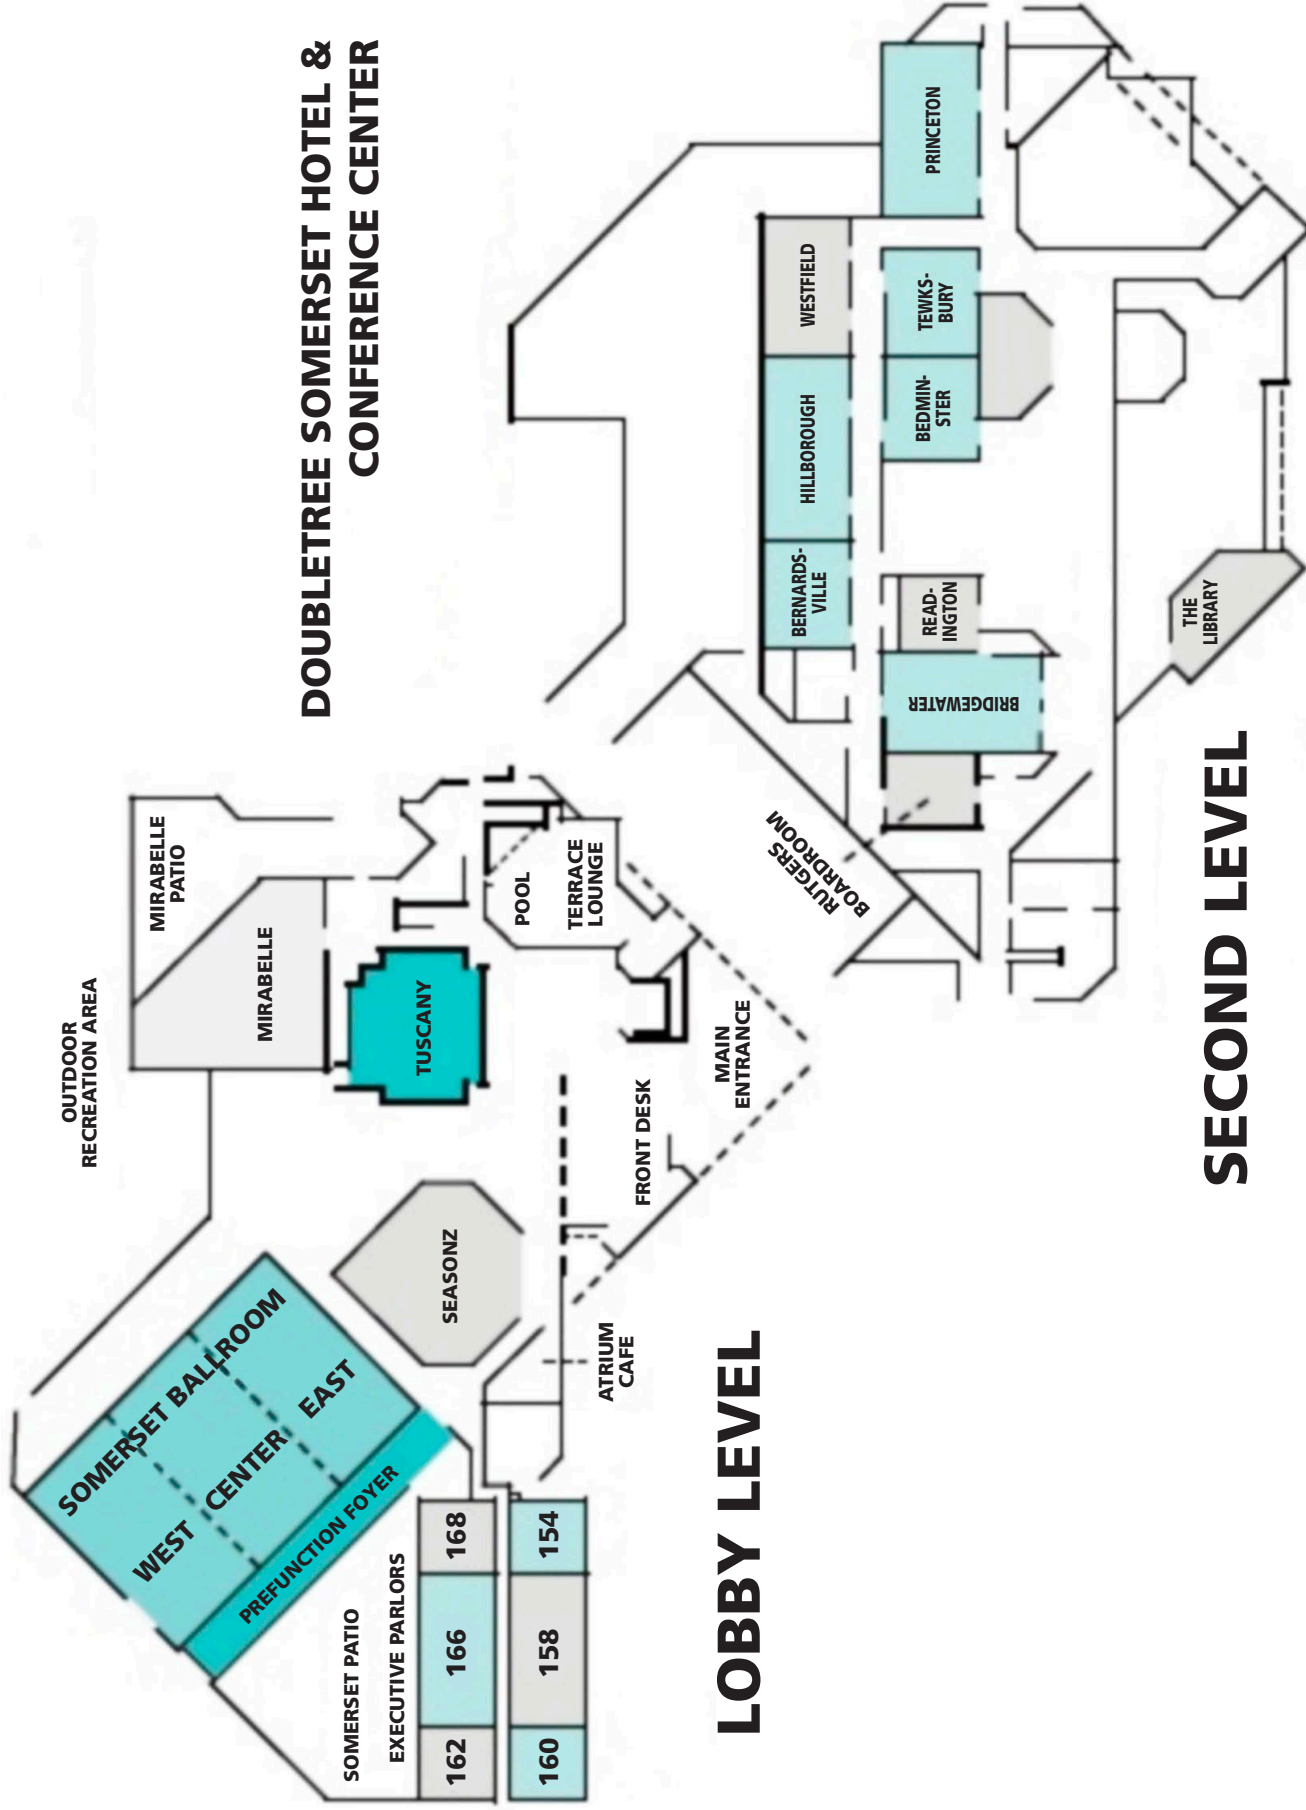 DOUBLETREE SOMERSET HOTEL &
CONFERENCE CENTER
OUTDOOR
RECREATION AREA
MIRABELLE
PATIO
MIRABELLE
TUSCANY
POOL
TERRACE
LOUNGE
MAIN
ENTRANCE
FRONT DESK
SEASONZ
ATRIUM
CAFE
SOMERSET BALLROOM
WEST
CENTER
EAST
PREFUNCTION FOYER
SOMERSET PATIO
EXECUTIVE PARLORS
162
166
168
160
158
154
LOBBY LEVEL
BERNARDS-
VILLE
HILLBOROUGH
WESTFIELD
PRINCETON
TEWKS-
BURY
BEDMIN-
STER
READ-
INGTON
BRIDGEWATER
RUTGERS
BOARDROOM
THE
LIBRARY
SECOND LEVEL